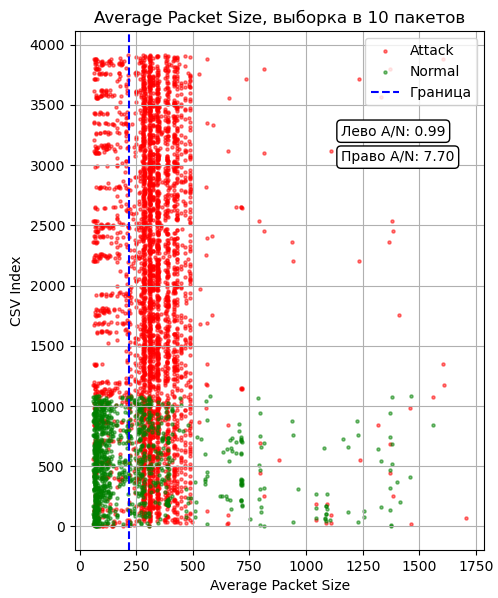 Average Packet Size, выборка в 10 пакетов
Attack
Normal
Граница
Лево A/N: 0.99
Право A/N: 7.70
CSV Index
4000
3500
3000
2500
2000
1500
1000
500
0
0
250
500
750
1000
1250
1500
1750
Average Packet Size